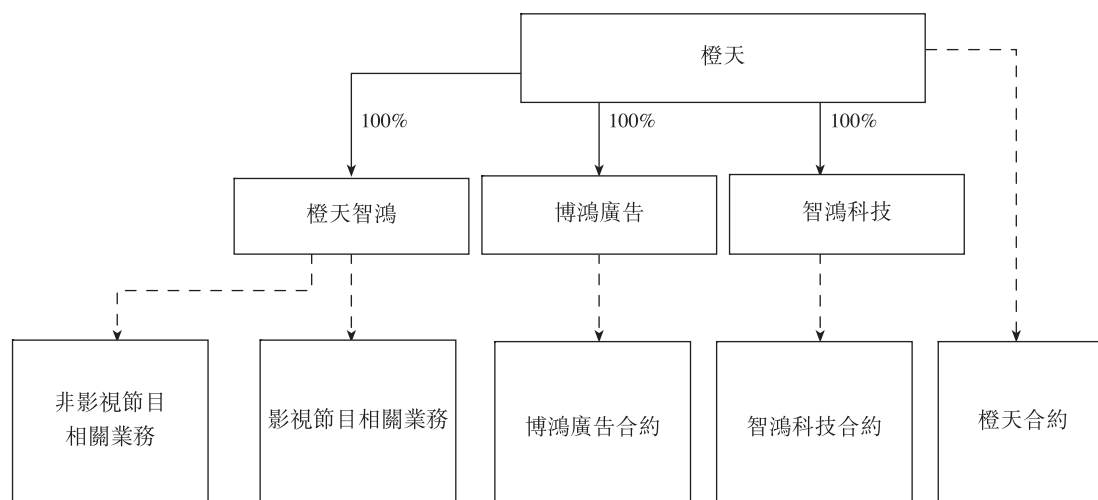 橙天
100%
100%
100%
橙天智鴻
博鴻廣告
智鴻科技
非影視節目
相關業務
影視節目相關業務
博鴻廣告合約
智鴻科技合約
橙天合約